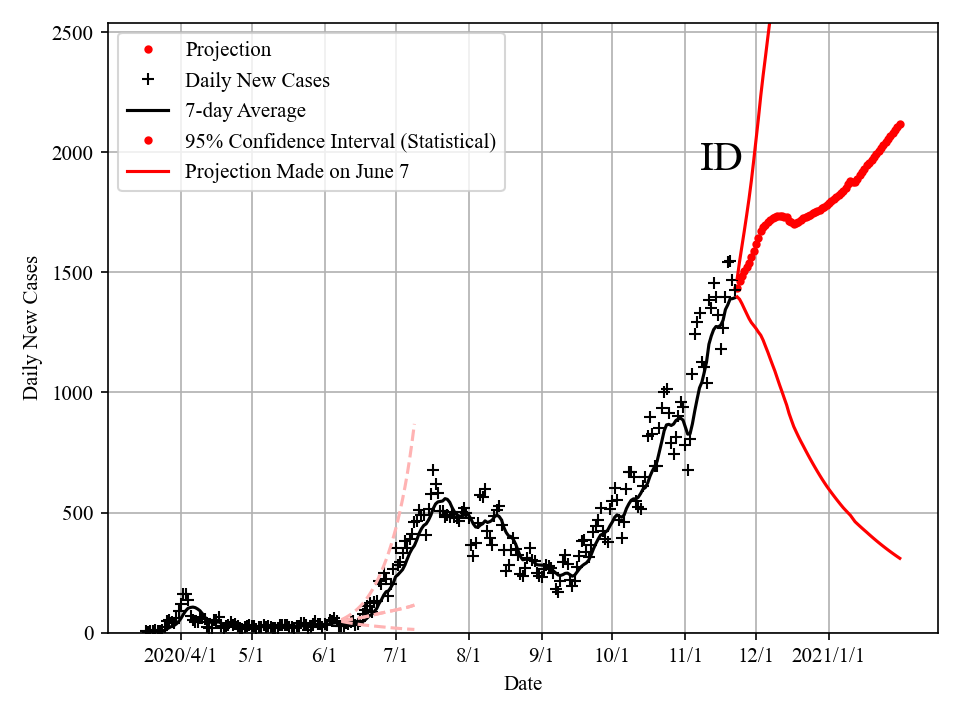 2500
2000
1500
1000
500
0
Daily New Cases
Projection
Daily New Cases
7-day Average
95% Confidence Interval (Statistical)
Projection Made on June 7
ID
2020/4/1 5/1 6/1 7/1 8/1 9/1 10/1 11/1 12/1 2021/1/1
Date